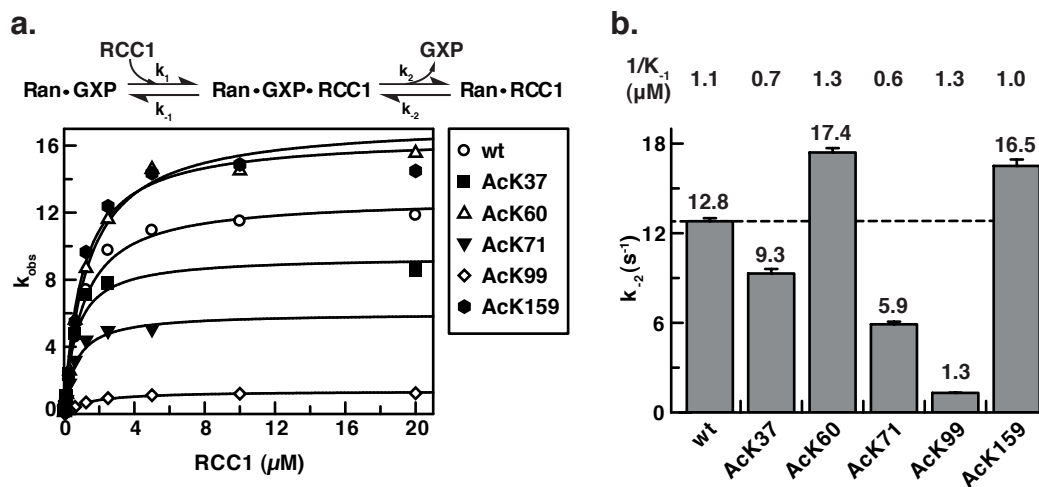 a.
RCC1 GXP
k₁ k₂
Ran•GXP Ran•GXP•RCC1 Ran•RCC1
k₋₁ k₋₂
16
12
8
4
0
kobs
0 4 8 12 16 20
RCC1 (µM)
wt
AcK37
AcK60
AcK71
AcK99
AcK159
b.
1/K₋₁ (µM) 1.1 0.7 1.3 0.6 1.3 1.0
18
12
6
0
k₋₂ (s⁻¹)
12.8
9.3
17.4
5.9
1.3
16.5
wt
AcK37
AcK60
AcK71
AcK99
AcK159